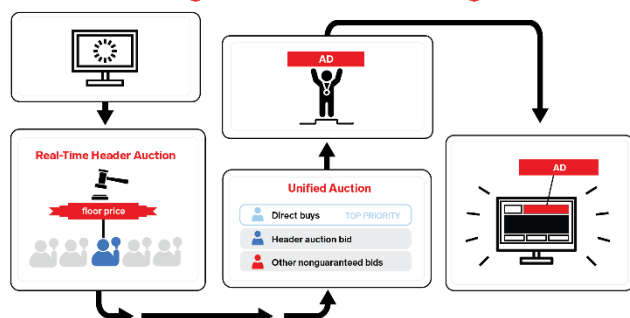 Real-Time Header Auction
floor price
AD
Unified Auction
Direct buys TOP PRIORITY
Header auction bid
Other nonguaranteed bids
AD